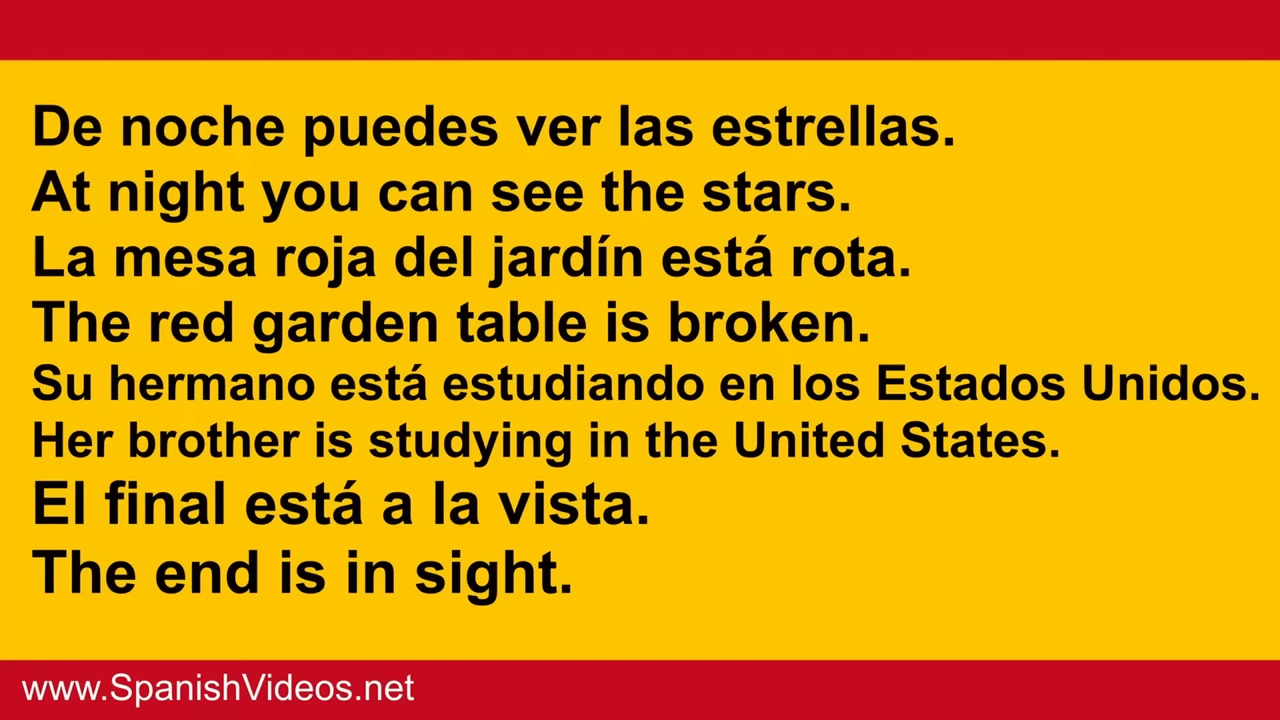 De noche puedes ver las estrellas.
At night you can see the stars.
La mesa roja del jardín está rota.
The red garden table is broken.
Su hermano está estudiando en los Estados Unidos.
Her brother is studying in the United States.
El final está a la vista.
The end is in sight.
www.SpanishVideos.net